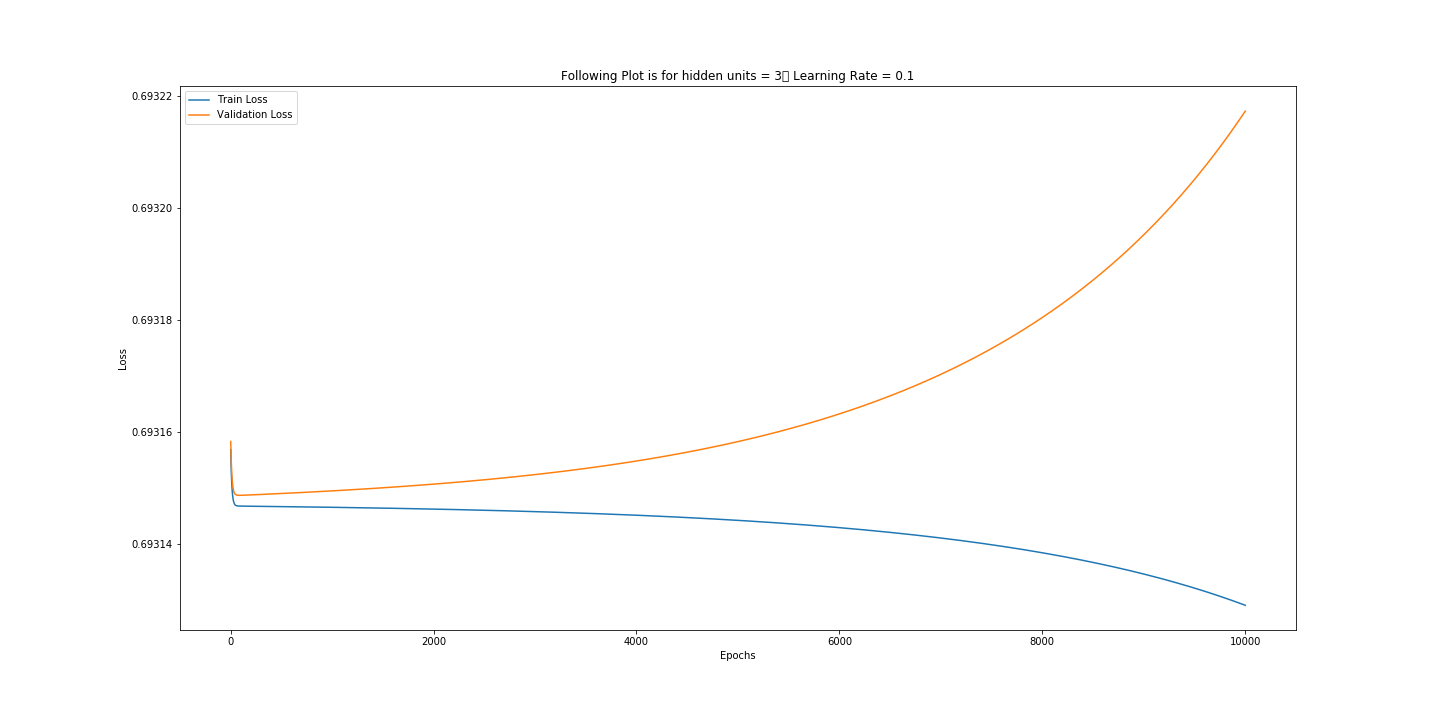 Following Plot is for hidden units = 3▯ Learning Rate = 0.1
Train Loss
Validation Loss
0.69322
0.69320
0.69318
0.69316
0.69314
Loss
0
2000
4000
6000
8000
10000
Epochs